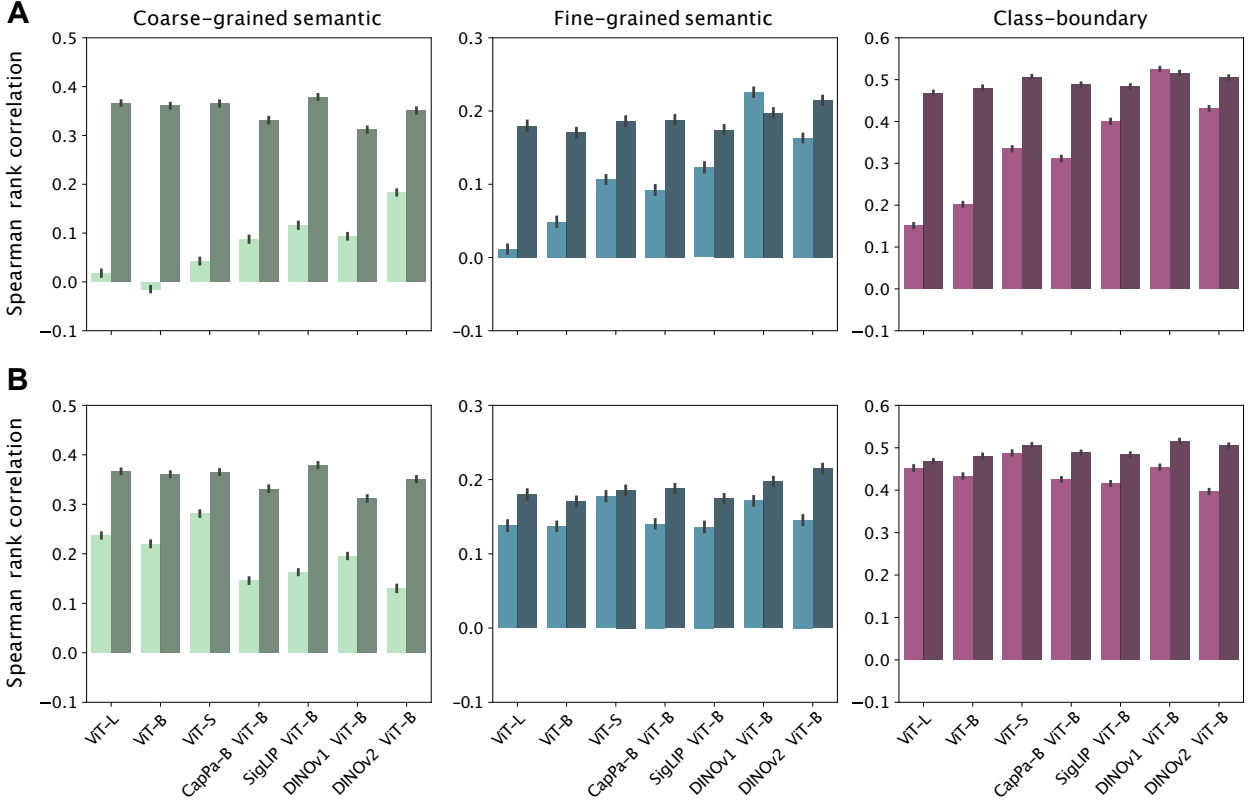 A
Coarse-grained semantic
Fine-grained semantic
Class-boundary
Spearman rank correlation
0.5
0.4
0.3
0.2
0.1
0.0
−0.1
0.3
0.2
0.1
0.0
−0.1
0.6
0.5
0.4
0.3
0.2
0.1
0.0
−0.1
B
Spearman rank correlation
0.5
0.4
0.3
0.2
0.1
0.0
−0.1
0.3
0.2
0.1
0.0
−0.1
0.6
0.5
0.4
0.3
0.2
0.1
0.0
−0.1
ViT-L
ViT-B
ViT-S
CapPa-B ViT-B
SigLIP ViT-B
DINOv1 ViT-B
DINOv2 ViT-B
ViT-L
ViT-B
ViT-S
CapPa-B ViT-B
SigLIP ViT-B
DINOv1 ViT-B
DINOv2 ViT-B
ViT-L
ViT-B
ViT-S
CapPa-B ViT-B
SigLIP ViT-B
DINOv1 ViT-B
DINOv2 ViT-B